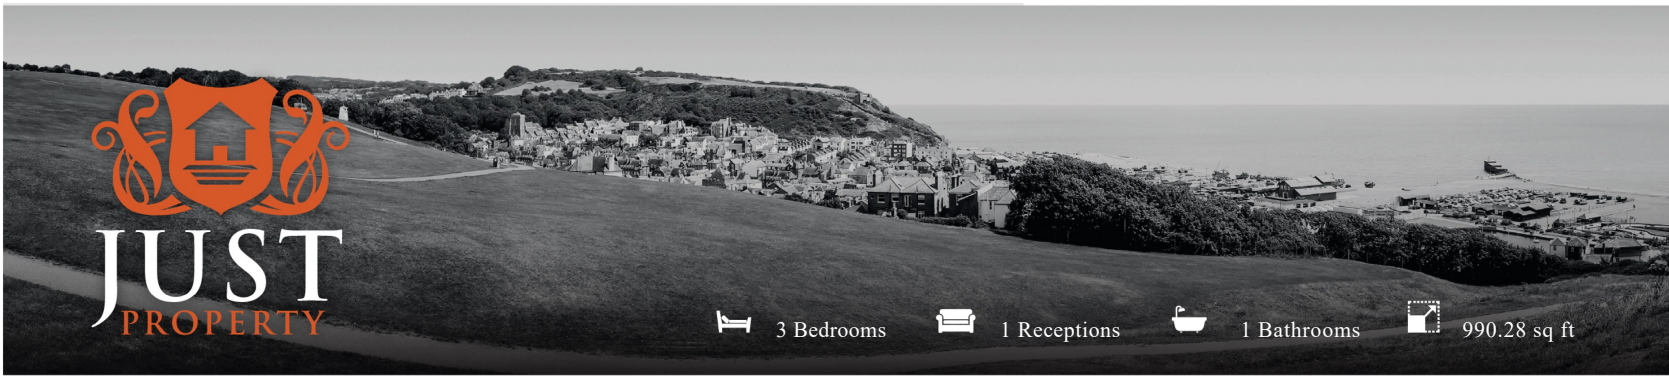 JUST
PROPERTY
3 Bedrooms
1 Receptions
1 Bathrooms
990.28 sq ft